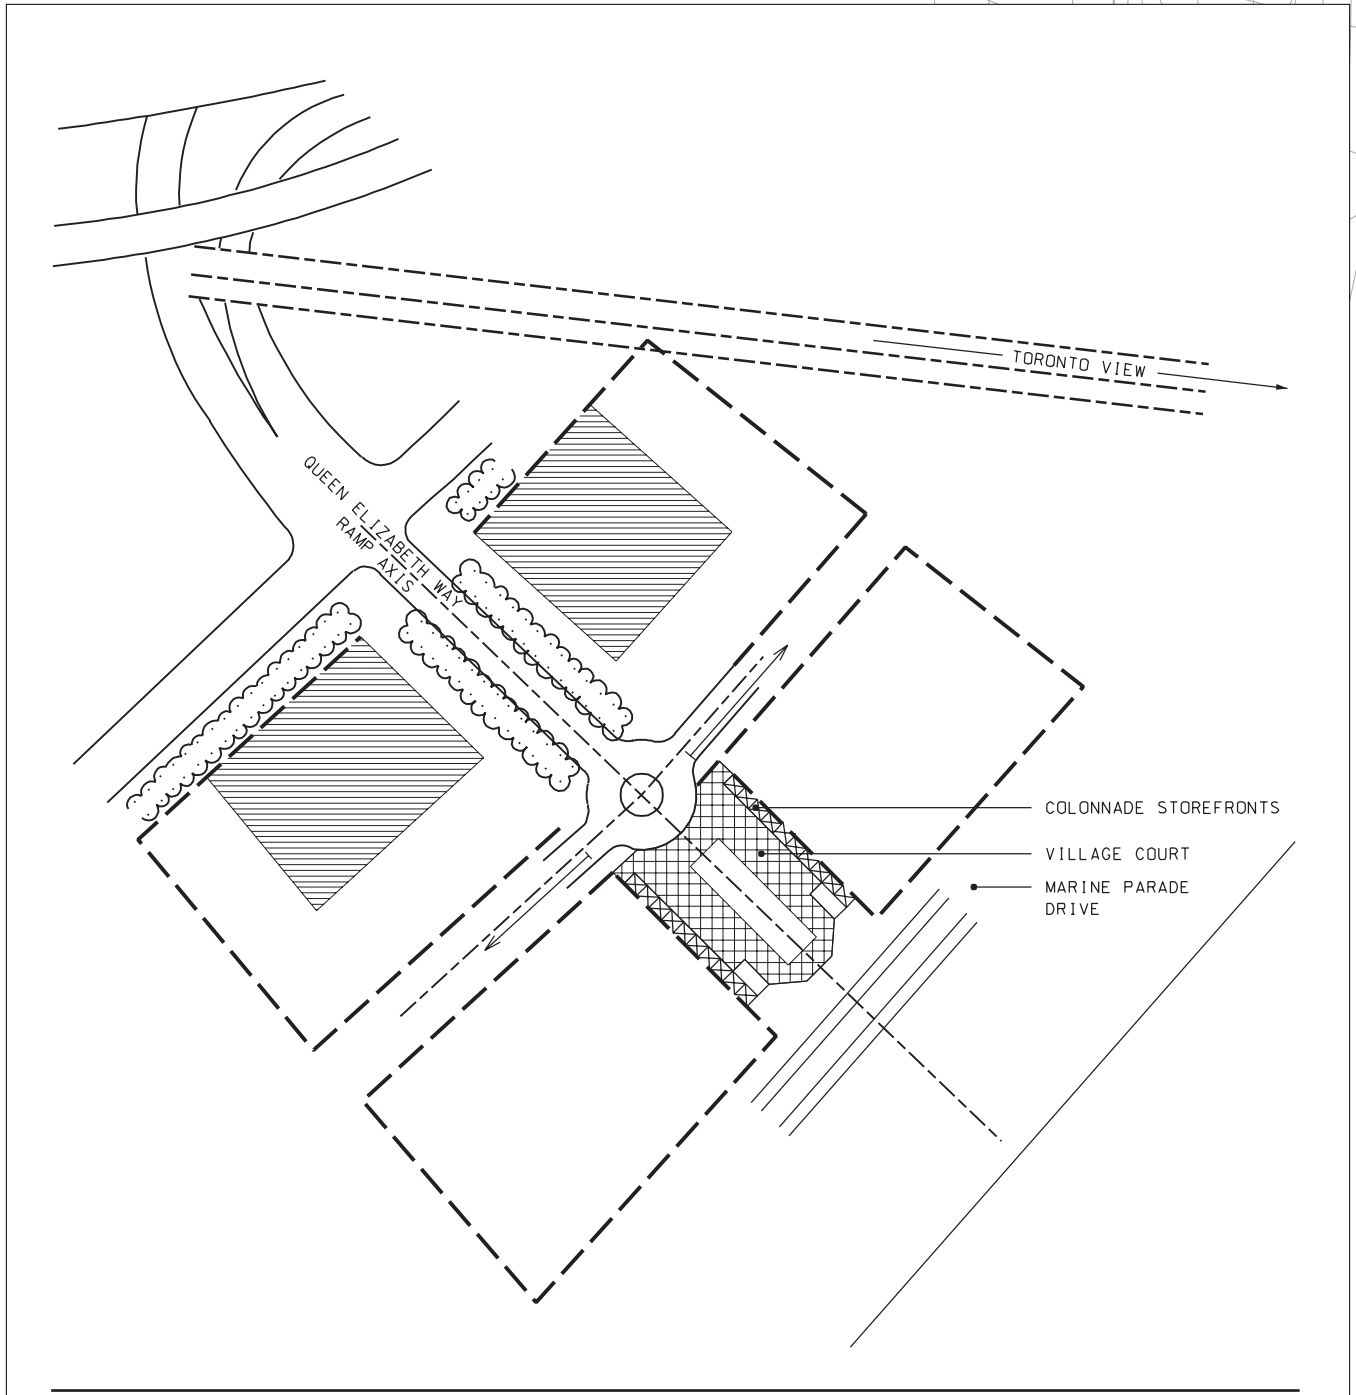 TORONTO VIEW
QUEEN ELIZABETH WAY
RAMP AXIS
COLONNADE STOREFRONTS
VILLAGE COURT
MARINE PARADE
DRIVE